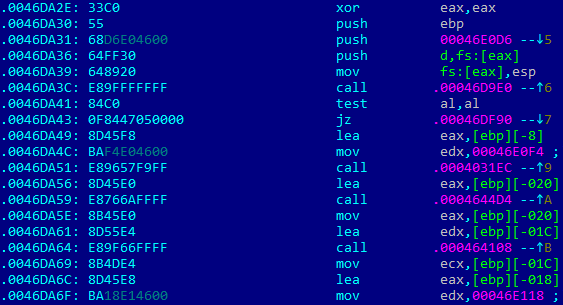 .0046DA2E: 33C0 xor eax,eax
.0046DA30: 55 push ebp
.0046DA31: 68D6E04600 push 00046E0D6 --↓5
.0046DA36: 64FF30 push d,fs:[eax]
.0046DA39: 648920 mov fs:[eax],esp
.0046DA3C: E89FFFFFFF call .00046D9E0 --↑6
.0046DA41: 84C0 test al,al
.0046DA43: 0F8447050000 jz .00046DF90 --↓7
.0046DA49: 8D45F8 lea eax,[ebp][-8]
.0046DA4C: BAF4E04600 mov edx,00046E0F4 ;
.0046DA51: E89657F9FF call .0004031EC --↑9
.0046DA56: 8D45E0 lea eax,[ebp][-020]
.0046DA59: E8766AFFFF call .0004644D4 --↑A
.0046DA5E: 8B45E0 mov eax,[ebp][-020]
.0046DA61: 8D55E4 lea edx,[ebp][-01C]
.0046DA64: E89F66FFFF call .000464108 --↑B
.0046DA69: 8B4DE4 mov ecx,[ebp][-01C]
.0046DA6C: 8D45E8 lea eax,[ebp][-018]
.0046DA6F: BA18E14600 mov edx,00046E118 ;